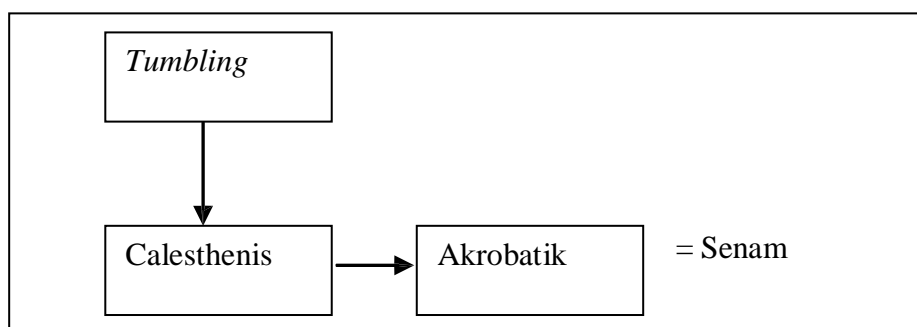 Tumbling
Calesthenis
Akrobatik
= Senam